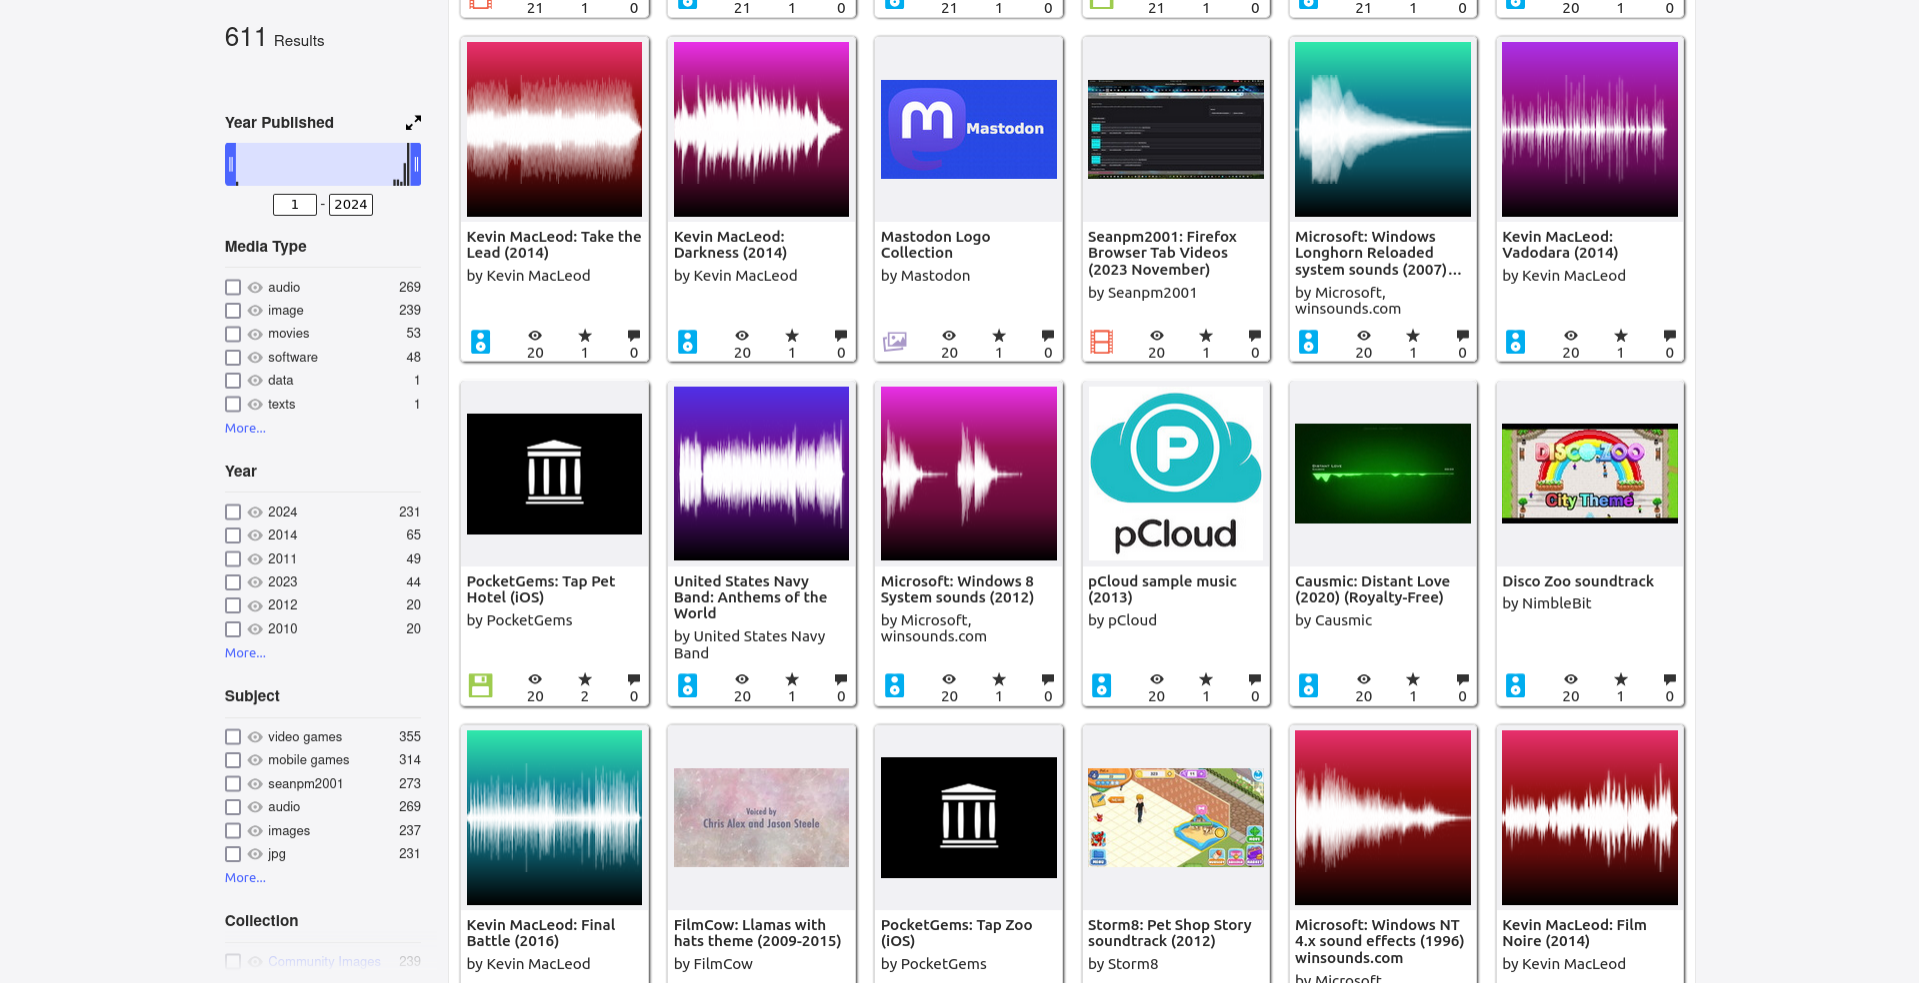 611 Results
Year Published
1 - 2024
Media Type
audio 269
image 239
movies 53
software 48
data 1
texts 1
More...
Year
2024 231
2014 65
2011 49
2023 44
2012 20
2010 20
More...
Subject
video games 355
mobile games 314
seanpm2001 273
audio 269
images 237
jpg 231
More...
Collection
Community Images 239
21 1 0
21 1 0
21 1 0
21 1 0
21 1 0
20 1 0
Kevin MacLeod: Take the
Lead (2014)
by Kevin MacLeod
20 1 0
Kevin MacLeod:
Darkness (2014)
by Kevin MacLeod
20 1 0
m Mastodon
Mastodon Logo
Collection
by Mastodon
20 1 0
Seanpm2001: Firefox
Browser Tab Videos
(2023 November)
by Seanpm2001
20 1 0
Microsoft: Windows
Longhorn Reloaded
system sounds (2007)...
by Microsoft,
winsounds.com
20 1 0
Kevin MacLeod:
Vadodara (2014)
by Kevin MacLeod
20 1 0
PocketGems: Tap Pet
Hotel (iOS)
by PocketGems
20 2 0
United States Navy
Band: Anthems of the
World
by United States Navy
Band
20 1 0
Microsoft: Windows 8
System sounds (2012)
by Microsoft,
winsounds.com
20 1 0
P
pCloud
pCloud sample music
(2013)
by pCloud
20 1 0
DISTANT LOVE
Causmic: Distant Love
(2020) (Royalty-Free)
by Causmic
20 1 0
DISCO ZOO
City Theme
Disco Zoo soundtrack
by NimbleBit
20 1 0
Kevin MacLeod: Final
Battle (2016)
by Kevin MacLeod
Voiced by
Chris Alex and Jason Steele
FilmCow: Llamas with
hats theme (2009-2015)
by FilmCow
PocketGems: Tap Zoo
(iOS)
by PocketGems
Storm8: Pet Shop Story
soundtrack (2012)
by Storm8
Microsoft: Windows NT
4.x sound effects (1996)
winsounds.com
by Microsoft
Kevin MacLeod: Film
Noire (2014)
by Kevin MacLeod